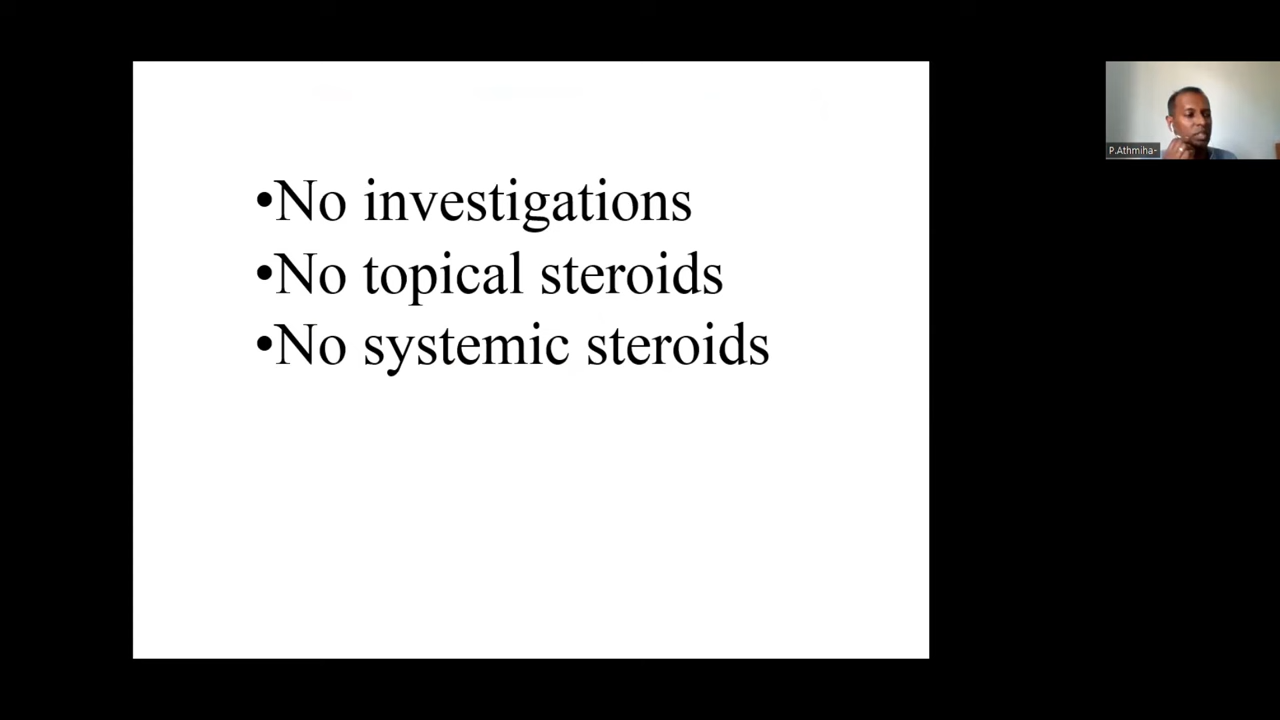 •No investigations
•No topical steroids
•No systemic steroids
P.Athmiha-